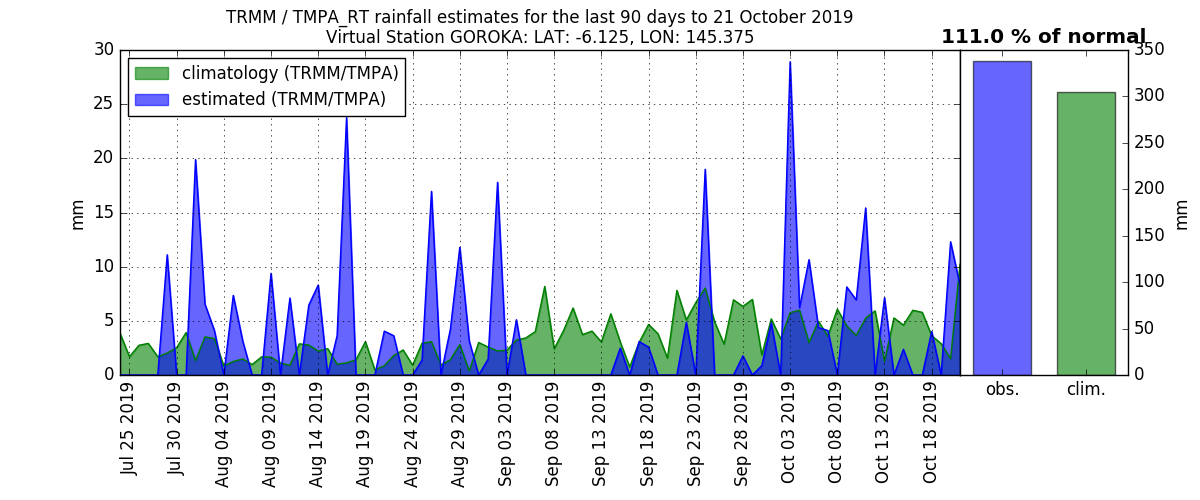 TRMM / TMPA_RT rainfall estimates for the last 90 days to 21 October 2019
Virtual Station GOROKA: LAT: -6.125, LON: 145.375
111.0 % of normal
climatology (TRMM/TMPA)
estimated (TRMM/TMPA)
mm
30
25
20
15
10
5
0
Jul 25 2019
Jul 30 2019
Aug 04 2019
Aug 09 2019
Aug 14 2019
Aug 19 2019
Aug 24 2019
Aug 29 2019
Sep 03 2019
Sep 08 2019
Sep 13 2019
Sep 18 2019
Sep 23 2019
Sep 28 2019
Oct 03 2019
Oct 08 2019
Oct 13 2019
Oct 18 2019
obs.
clim.
350
300
250
200
150
100
50
0
mm